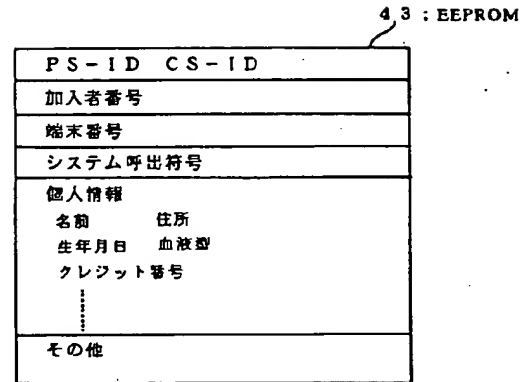 43 : EEPROM
PS-ID CS-ID
加入者番号
端末番号
システム呼出符号
個人情報
名前 住所
生年月日 血液型
クレジット番号
その他